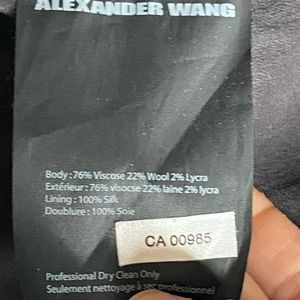 ALEXANDER WANG
Body : 76% Viscose 22% Wool 2% Lycra
Extérieur : 76% visocse 22% laine 2% lycra
Lining : 100% Silk
Doublure : 100% Soie
CA 00985
Professional Dry Clean Only
Seulement nettoyage à sec professionnel